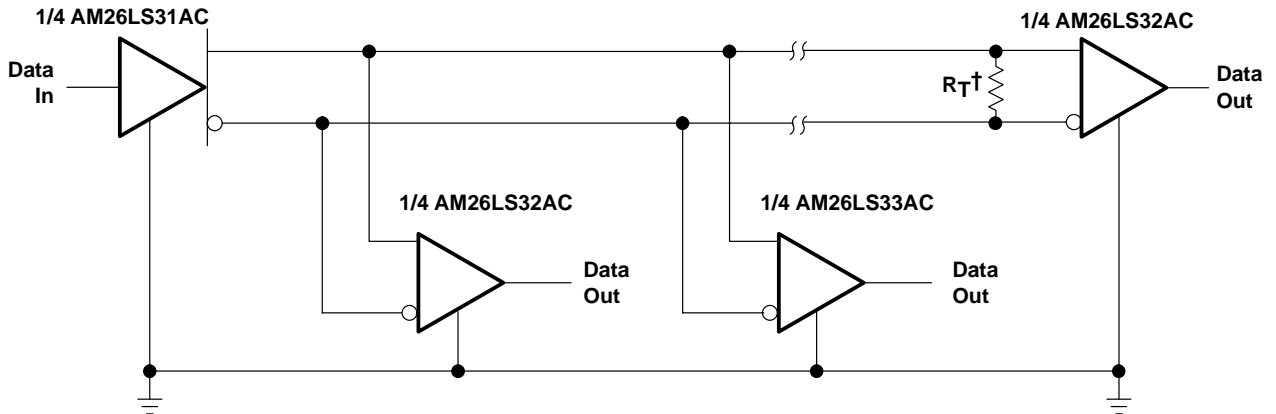 1/4 AM26LS31AC
1/4 AM26LS32AC
Data
In
RT†
Data
Out
1/4 AM26LS32AC
1/4 AM26LS33AC
Data
Out
Data
Out